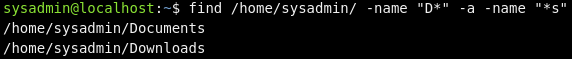 sysadmin@localhost:~$ find /home/sysadmin/ -name "D*" -a -name "*s"
/home/sysadmin/Documents
/home/sysadmin/Downloads